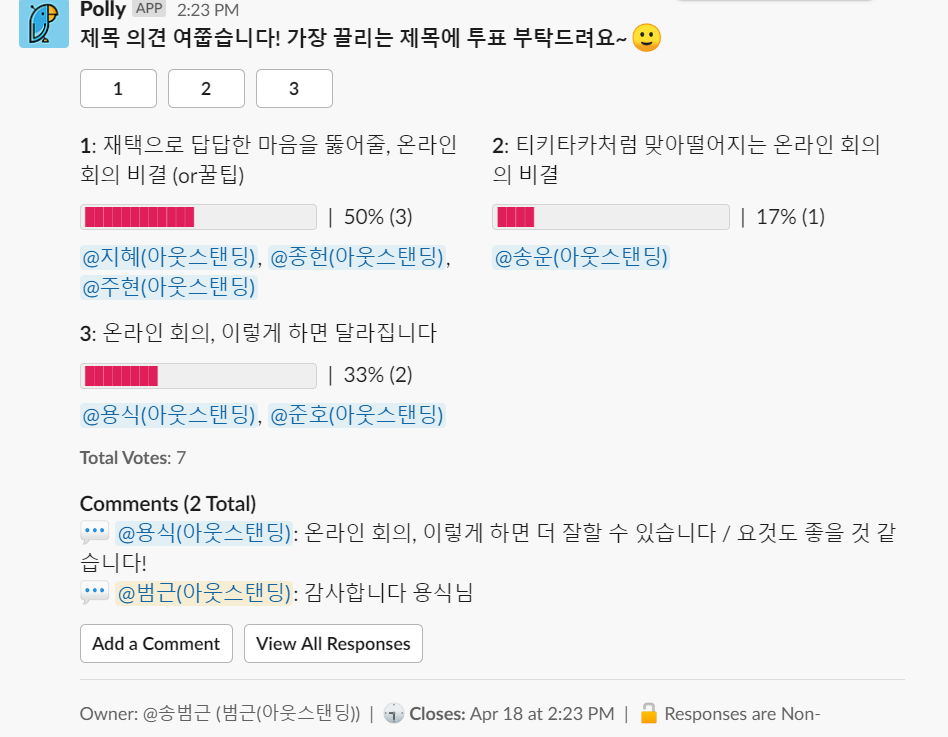 Polly APP 2:23 PM
제목 의견 여쭙습니다! 가장 끌리는 제목에 투표 부탁드려요~
1 2 3
1: 재택으로 답답한 마음을 뚫어줄, 온라인
회의 비결 (or꿀팁)
50% (3)
@지혜(아웃스탠딩), @종헌(아웃스탠딩),
@주현(아웃스탠딩)
2: 티키타카처럼 맞아떨어지는 온라인 회의
의 비결
17% (1)
@송운(아웃스탠딩)
3: 온라인 회의, 이렇게 하면 달라집니다
33% (2)
@용식(아웃스탠딩), @준호(아웃스탠딩)
Total Votes: 7
Comments (2 Total)
@용식(아웃스탠딩): 온라인 회의, 이렇게 하면 더 잘할 수 있습니다 / 요것도 좋을 것 같
습니다!
@범근(아웃스탠딩): 감사합니다 용식님
Add a Comment View All Responses
Owner: @송범근 (범근(아웃스탠딩)) | Closes: Apr 18 at 2:23 PM | Responses are Non-